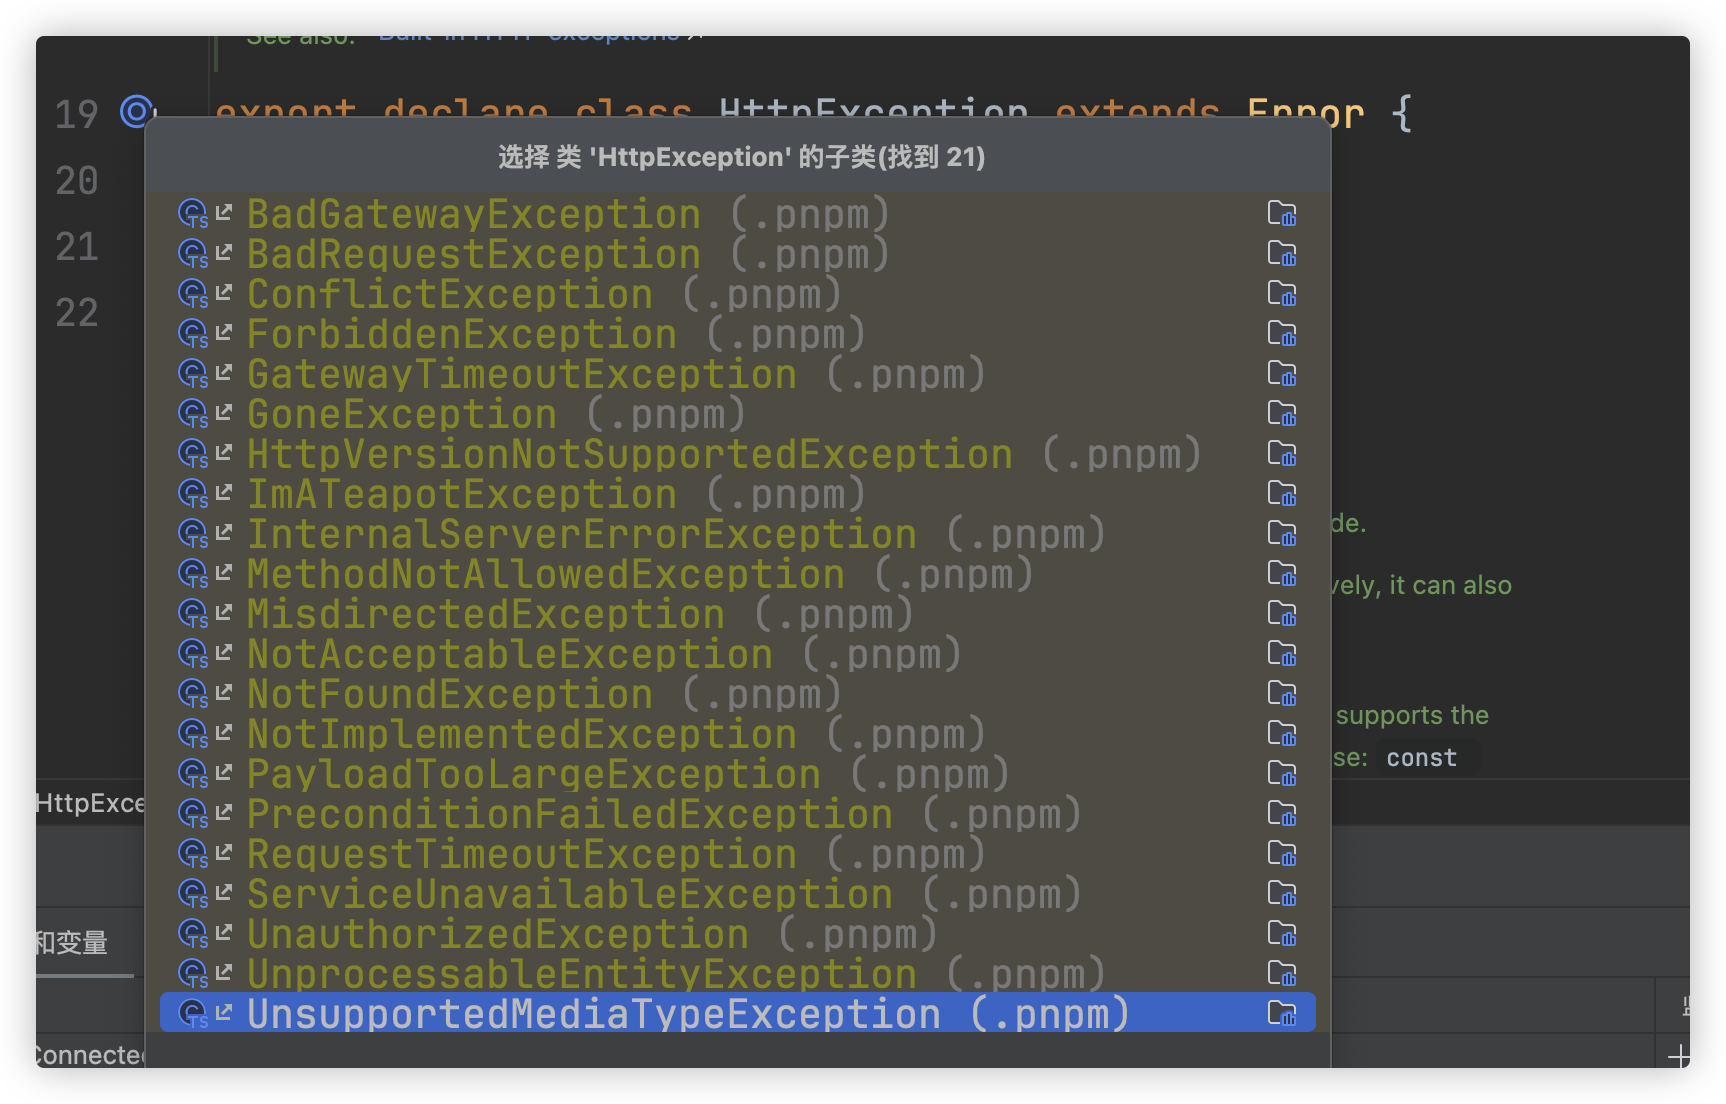 See also: Built-in HTTP exceptions
19 export declare class HttpException extends Error {
选择 类 'HttpException' 的子类(找到 21)
20
21
22
BadGatewayException (.pnpm)
BadRequestException (.pnpm)
ConflictException (.pnpm)
ForbiddenException (.pnpm)
GatewayTimeoutException (.pnpm)
GoneException (.pnpm)
HttpVersionNotSupportedException (.pnpm)
ImATeapotException (.pnpm)
InternalServerErrorException (.pnpm)
MethodNotAllowedException (.pnpm)
MisdirectedException (.pnpm)
NotAcceptableException (.pnpm)
NotFoundException (.pnpm)
NotImplementedException (.pnpm)
PayloadTooLargeException (.pnpm)
PreconditionFailedException (.pnpm)
RequestTimeoutException (.pnpm)
ServiceUnavailableException (.pnpm)
UnauthorizedException (.pnpm)
UnprocessableEntityException (.pnpm)
UnsupportedMediaTypeException (.pnpm)
de.
vely, it can also
supports the
se: const
HttpExce
和变量
Connected